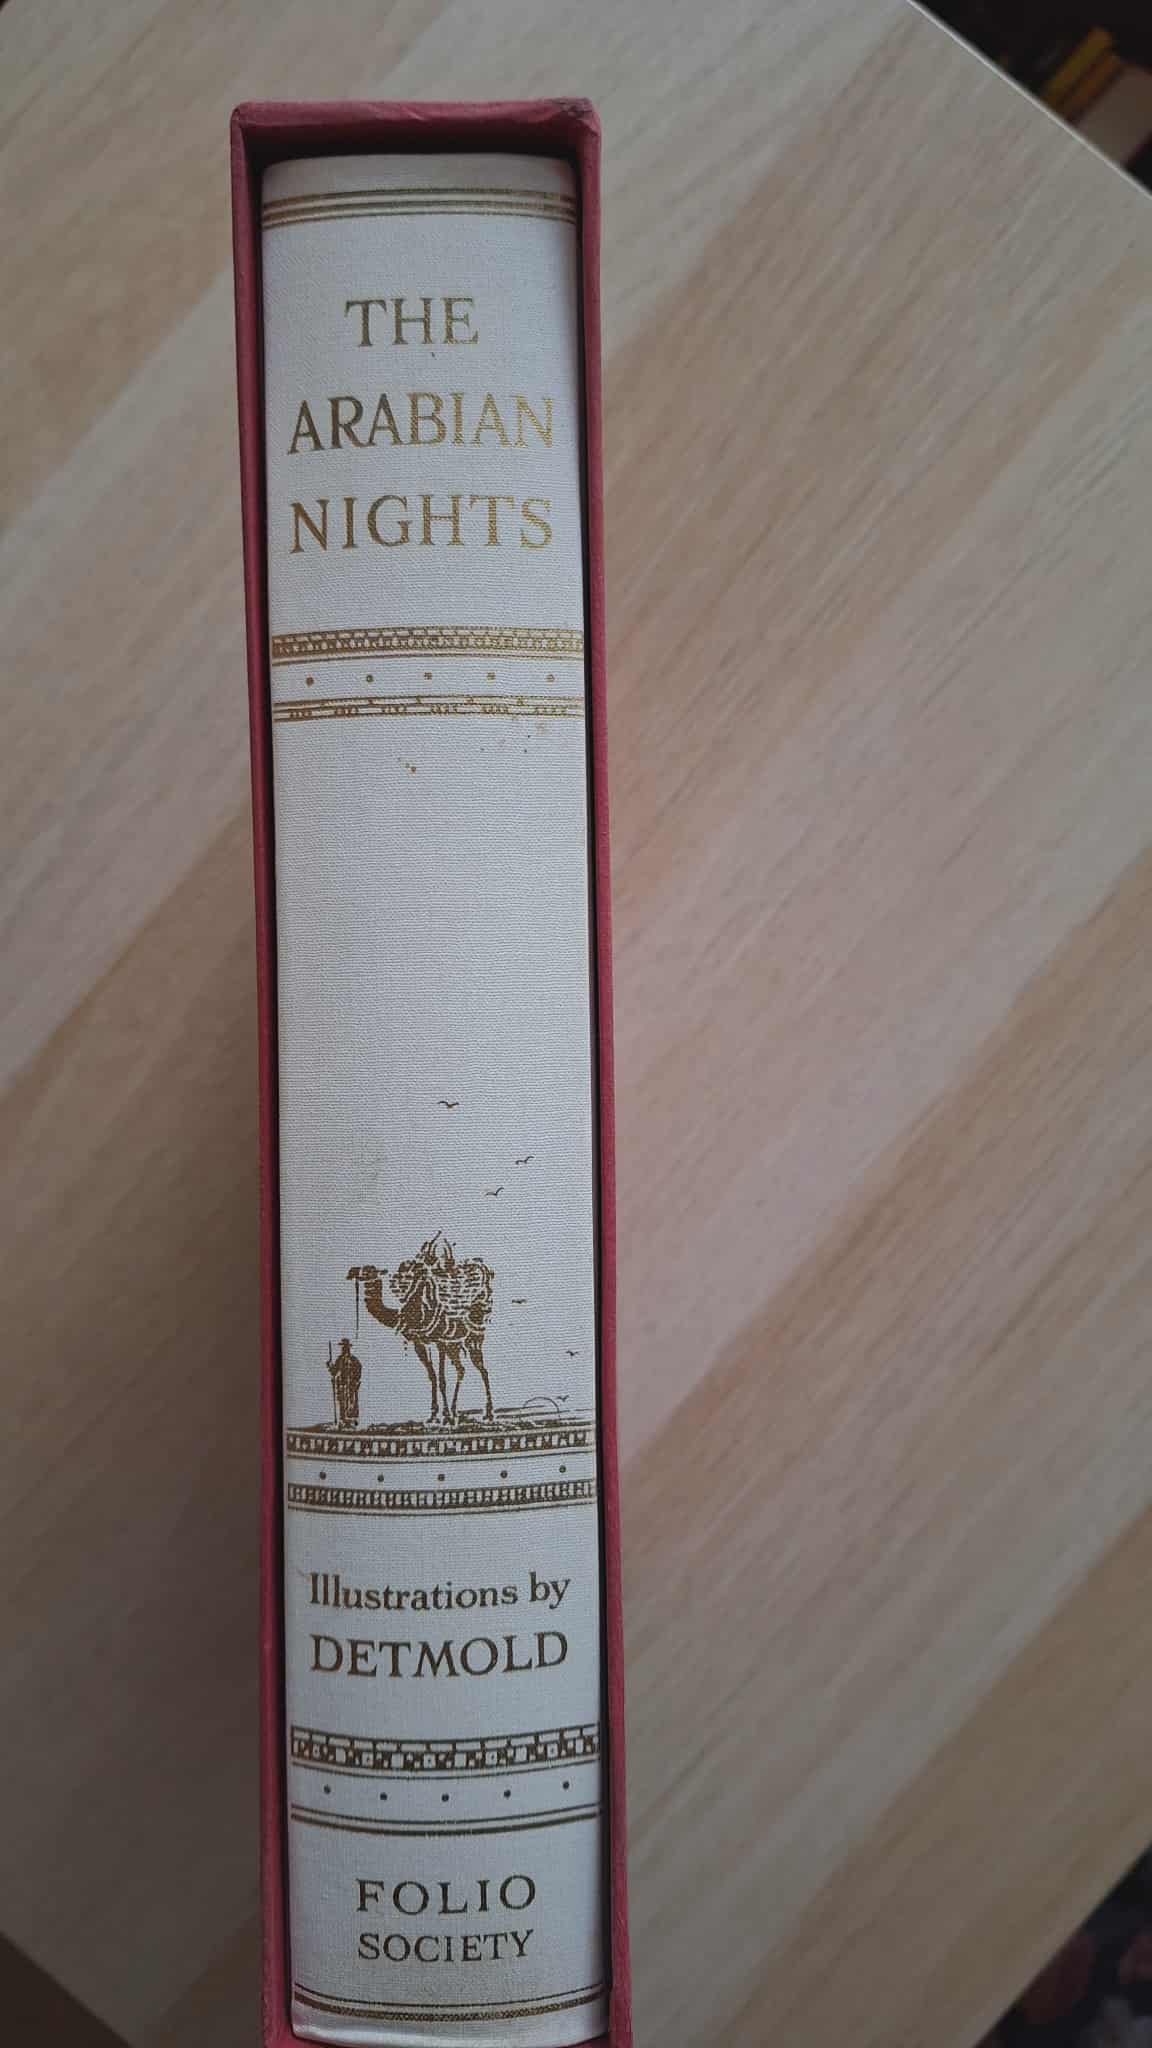 THE
ARABIAN
NIGHTS
Illustrations by
DETMOLD
FOLIO
SOCIETY